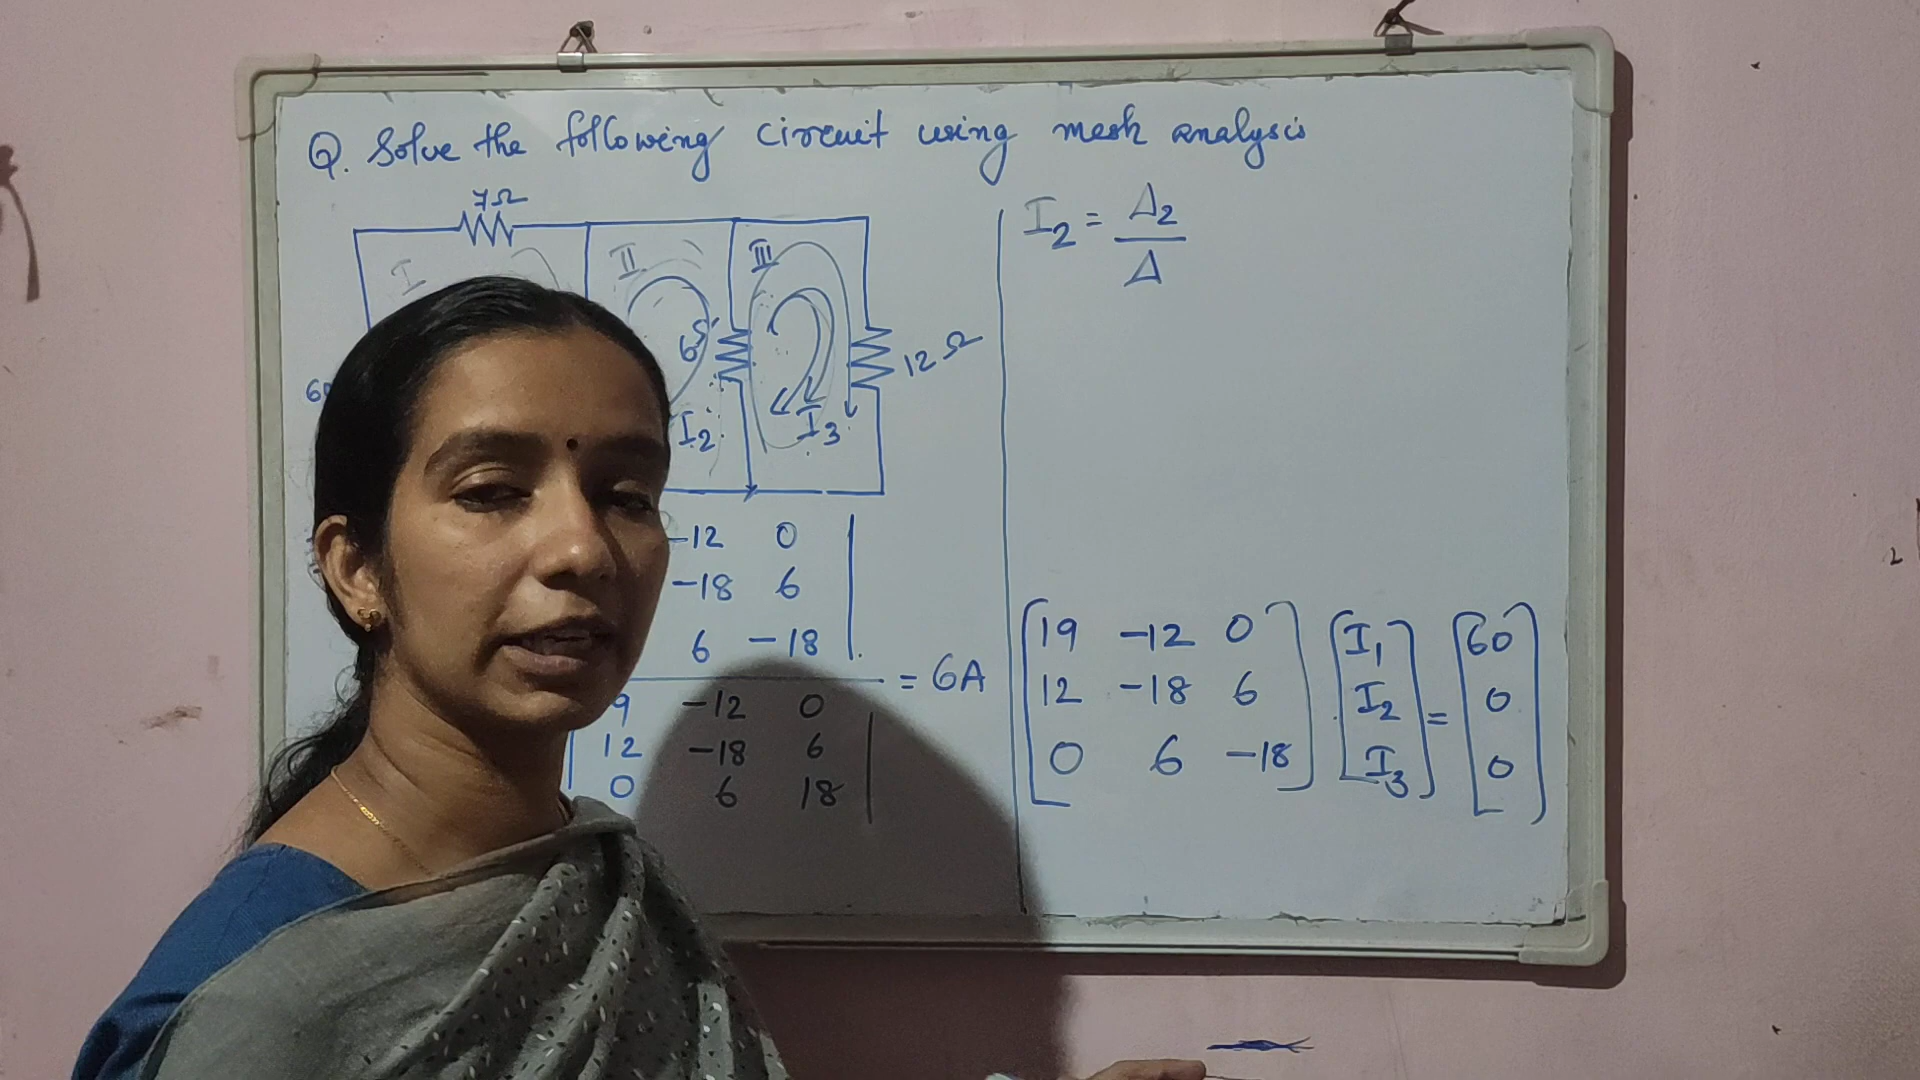 Q. Solve the following circuit using mesh analysis
7Ω
I II III
6
6
12Ω
I2 I3
-12 0
-18 6
6 -18
= 6A
9 -12 0
12 -18 6
0 6 18
I2 = Δ2
Δ
19 -12 0 I1 60
12 -18 6 I2 = 0
0 6 -18 I3 0